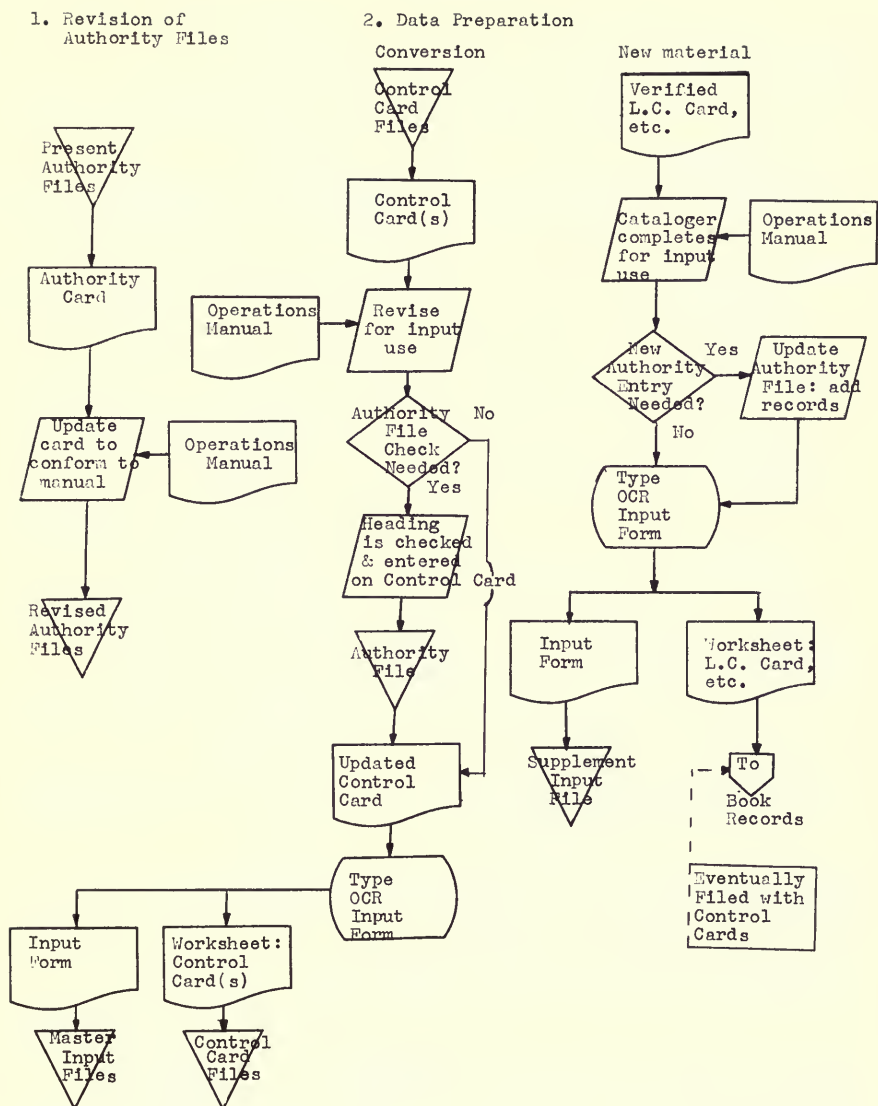 1. Revision of
Authority Files
2. Data Preparation
Conversion
New material
Present
Authority
Files
Authority
Card
Update
card to
conform to
manual
Operations
Manual
Revised
Authority
Files
Control
Card
Files
Control
Card(s)
Operations
Manual
Revise
for input
use
Authority
File
Check
Needed?
No
Yes
Heading
is checked
& entered
on Control Card
Authority
File
Updated
Control
Card
Type
OCR
Input
Form
Input
Form
Worksheet:
Control
Card(s)
Master
Input
Files
Control
Card
Files
Verified
L.C. Card,
etc.
Cataloger
completes
for input
use
Operations
Manual
New
Authority
Entry
Needed?
Yes
No
Update
Authority
File: add
records
Type
OCR
Input
Form
Input
Form
Worksheet:
L.C. Card,
etc.
Supplement
Input
File
To
Book
Records
Eventually
Filed with
Control
Cards